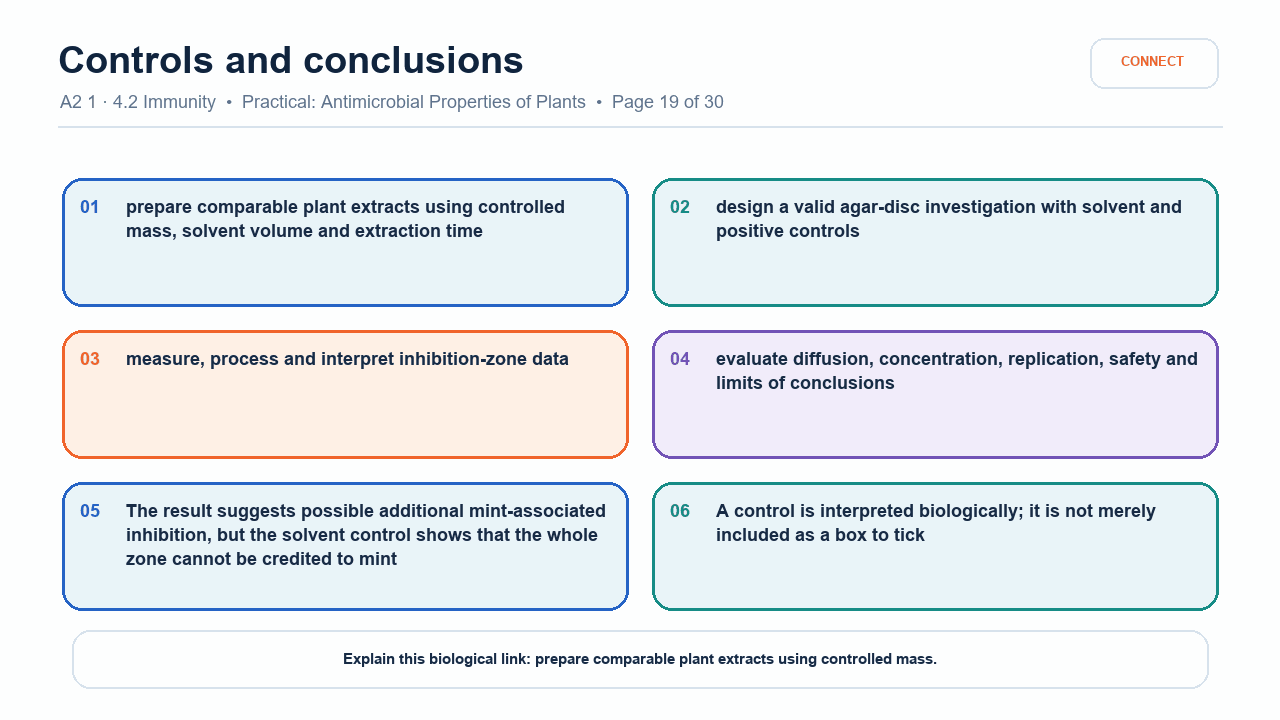 Controls and conclusions
CONNECT
A2 1 · 4.2 Immunity • Practical: Antimicrobial Properties of Plants • Page 19 of 30
01 prepare comparable plant extracts using controlled
mass, solvent volume and extraction time
02 design a valid agar-disc investigation with solvent and
positive controls
03 measure, process and interpret inhibition-zone data
04 evaluate diffusion, concentration, replication, safety and
limits of conclusions
05 The result suggests possible additional mint-associated
inhibition, but the solvent control shows that the whole
zone cannot be credited to mint
06 A control is interpreted biologically; it is not merely
included as a box to tick
Explain this biological link: prepare comparable plant extracts using controlled mass.